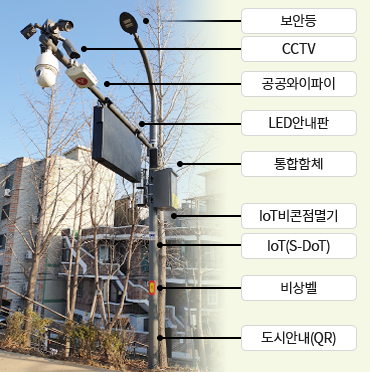 보안등
CCTV
공공와이파이
LED안내판
통합함체
IoT비콘점멸기
IoT(S-DoT)
비상벨
도시안내(QR)